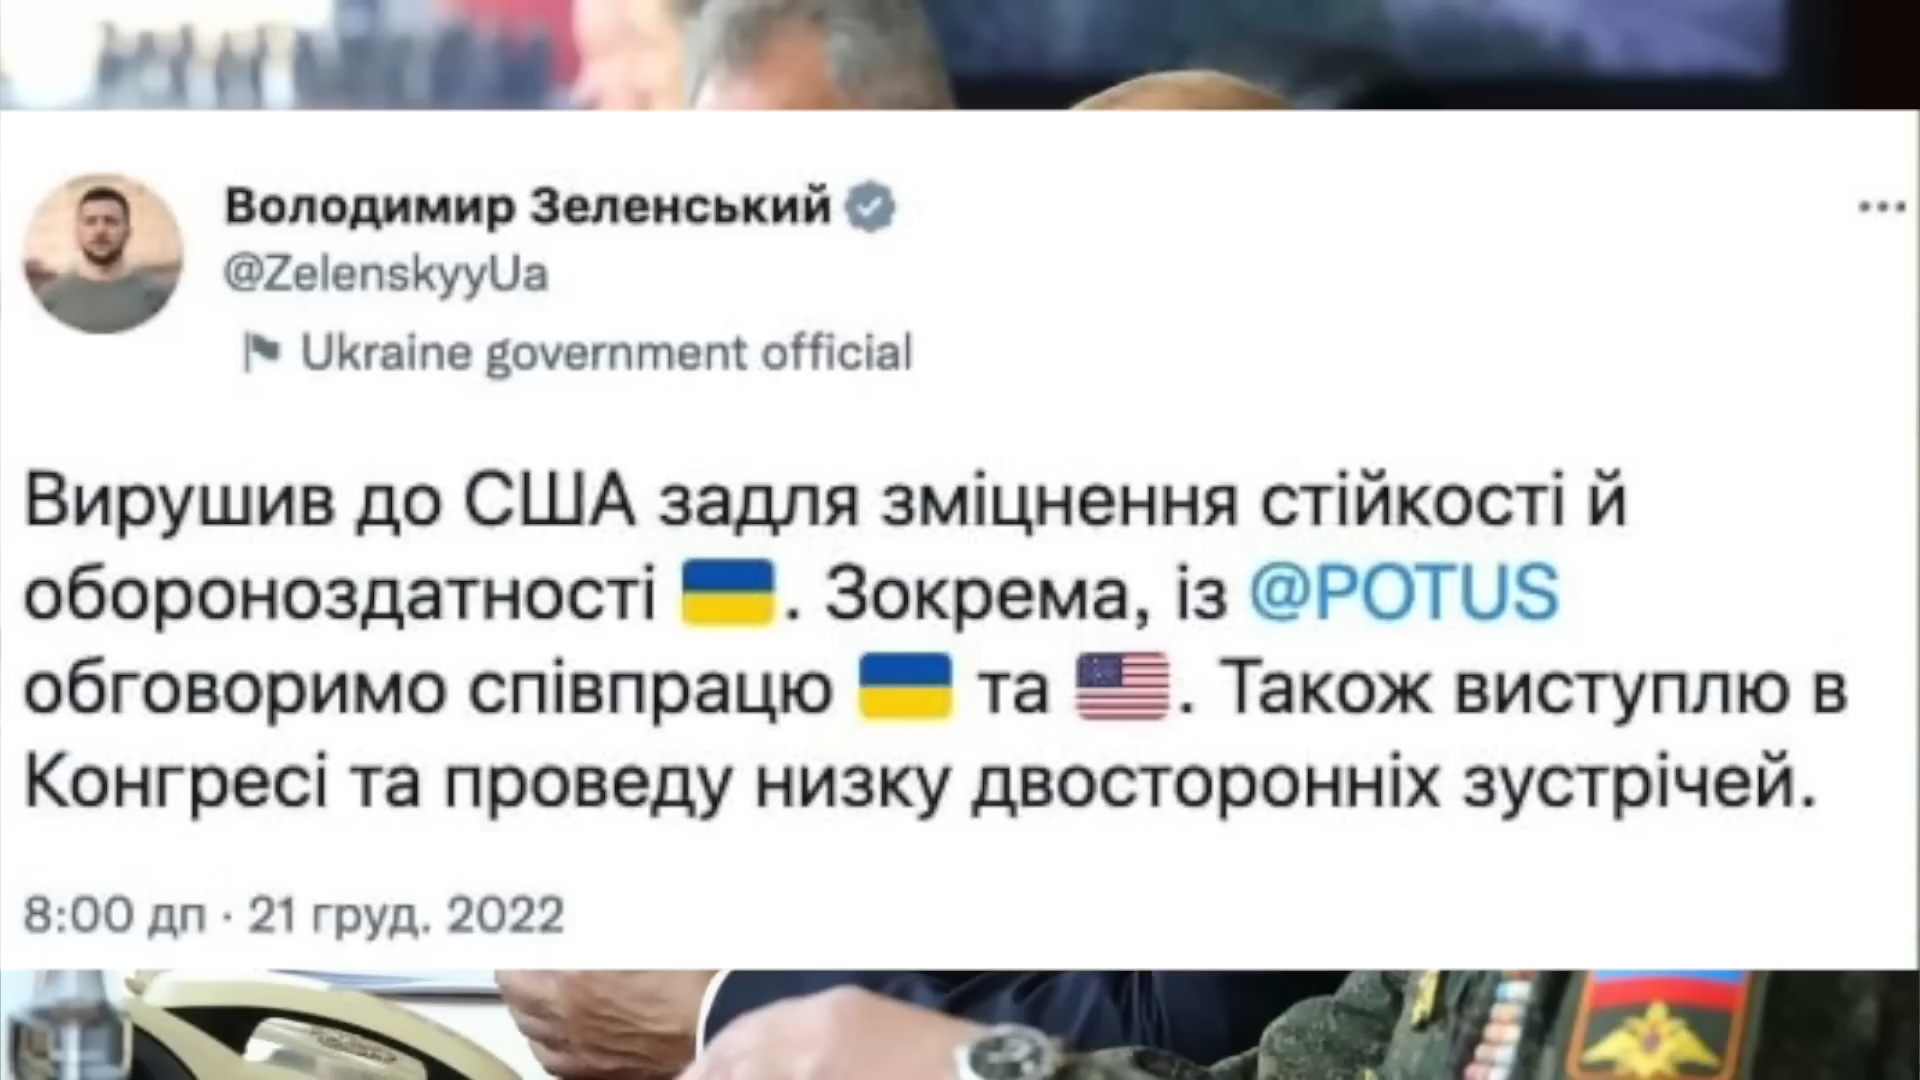 Володимир Зеленський
@ZelenskyyUa
Ukraine government official
Вирушив до США задля зміцнення стійкості й
обороноздатності 🇺🇦. Зокрема, із @POTUS
обговоримо співпрацю 🇺🇦 та 🇺🇸. Також виступлю в
Конгресі та проведу низку двосторонніх зустрічей.
8:00 дп · 21 груд. 2022